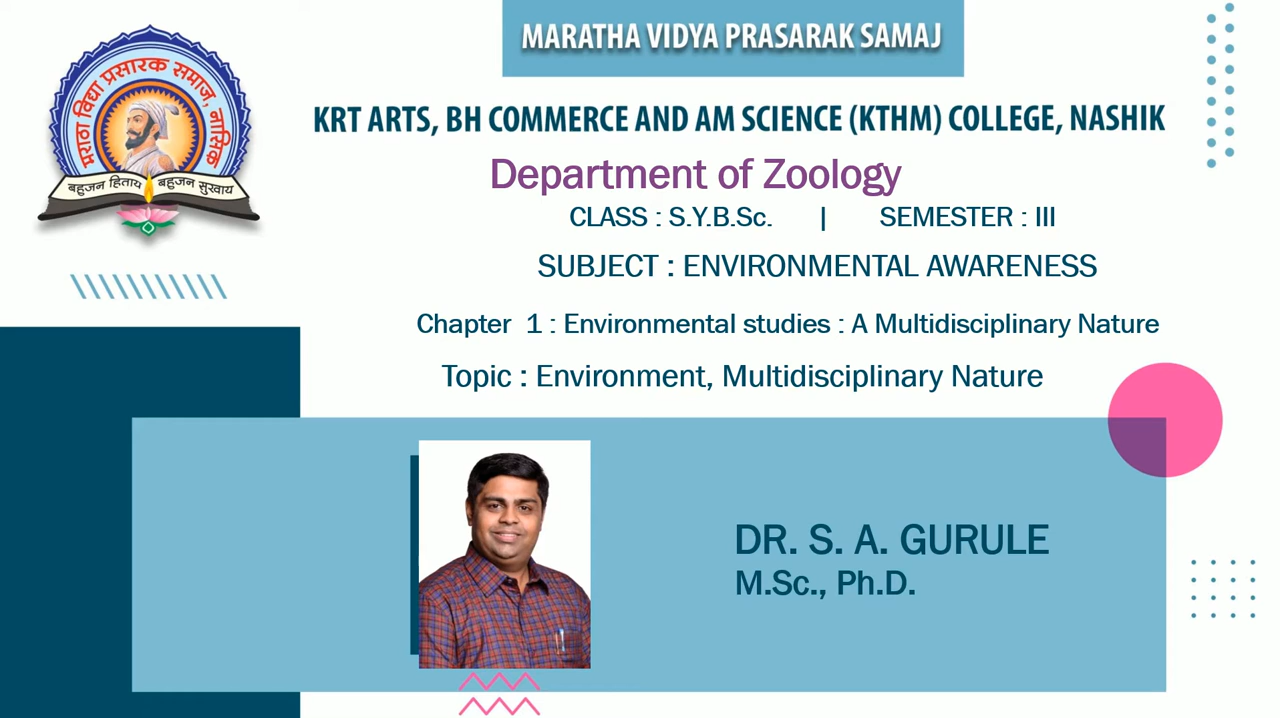 MARATHA VIDYA PRASARAK SAMAJ
मराठा विद्या प्रसारक समाज, नाशिक
बहुजन हिताय बहुजन सुखाय
KRT ARTS, BH COMMERCE AND AM SCIENCE (KTHM) COLLEGE, NASHIK
Department of Zoology
CLASS : S.Y.B.Sc. | SEMESTER : III
SUBJECT : ENVIRONMENTAL AWARENESS
Chapter 1 : Environmental studies : A Multidisciplinary Nature
Topic : Environment, Multidisciplinary Nature
DR. S. A. GURULE
M.Sc., Ph.D.